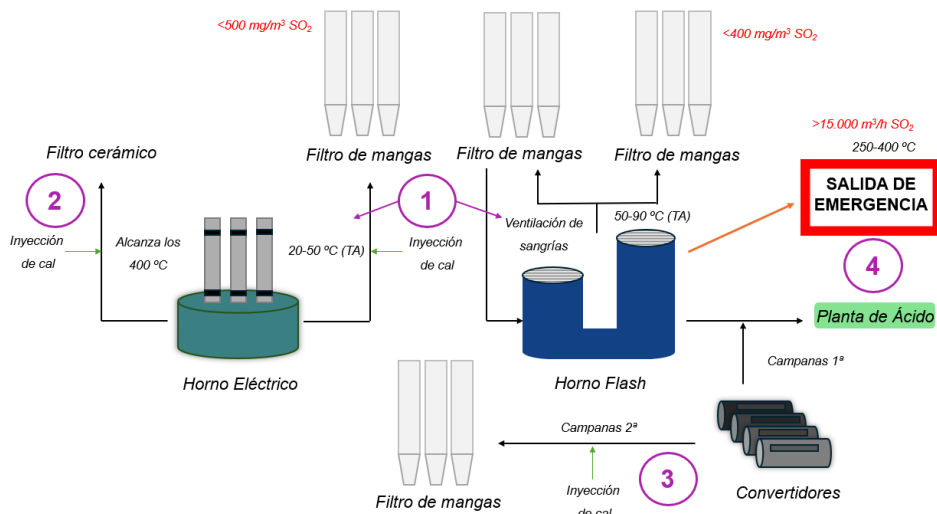 <500 mg/m³ SO₂
<400 mg/m³ SO₂
>15.000 m³/h SO₂
250-400 ºC
Filtro cerámico
Filtro de mangas
Filtro de mangas
Filtro de mangas
SALIDA DE
EMERGENCIA
2
1
4
Inyección
de cal
Alcanza los
400 ºC
20-50 ºC (TA)
Inyección
de cal
Ventilación de
sangrías
50-90 ºC (TA)
Planta de Ácido
Horno Eléctrico
Horno Flash
Campanas 1ª
Campanas 2ª
3
Inyección
de cal
Filtro de mangas
Convertidores